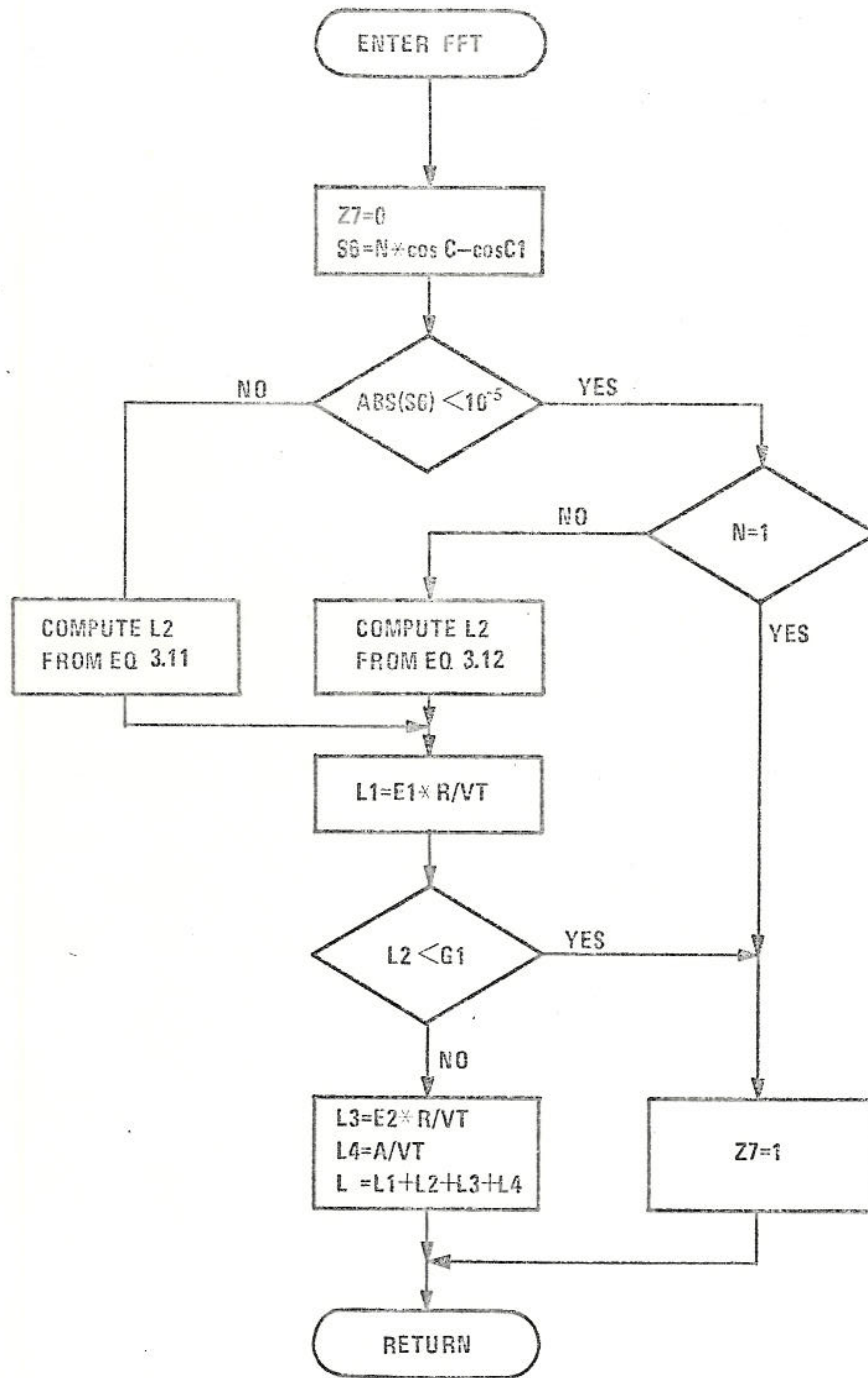 ENTER FFT
Z7=0
S6=N*cos C-cosC1
ABS(S6) <10⁻⁵
NO
YES
N=1
NO
YES
COMPUTE L2
FROM EQ 3.11
COMPUTE L2
FROM EQ 3.12
L1=E1* R/VT
L2 <G1
YES
NO
L3=E2* R/VT
L4=A/VT
L =L1+L2+L3+L4
Z7=1
RETURN